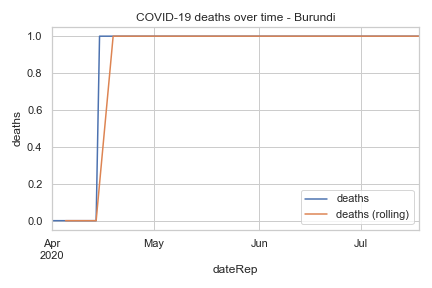 COVID-19 deaths over time - Burundi
1.0
0.8
0.6
0.4
0.2
0.0
deaths
Apr
2020
May
Jun
Jul
dateRep
deaths
deaths (rolling)